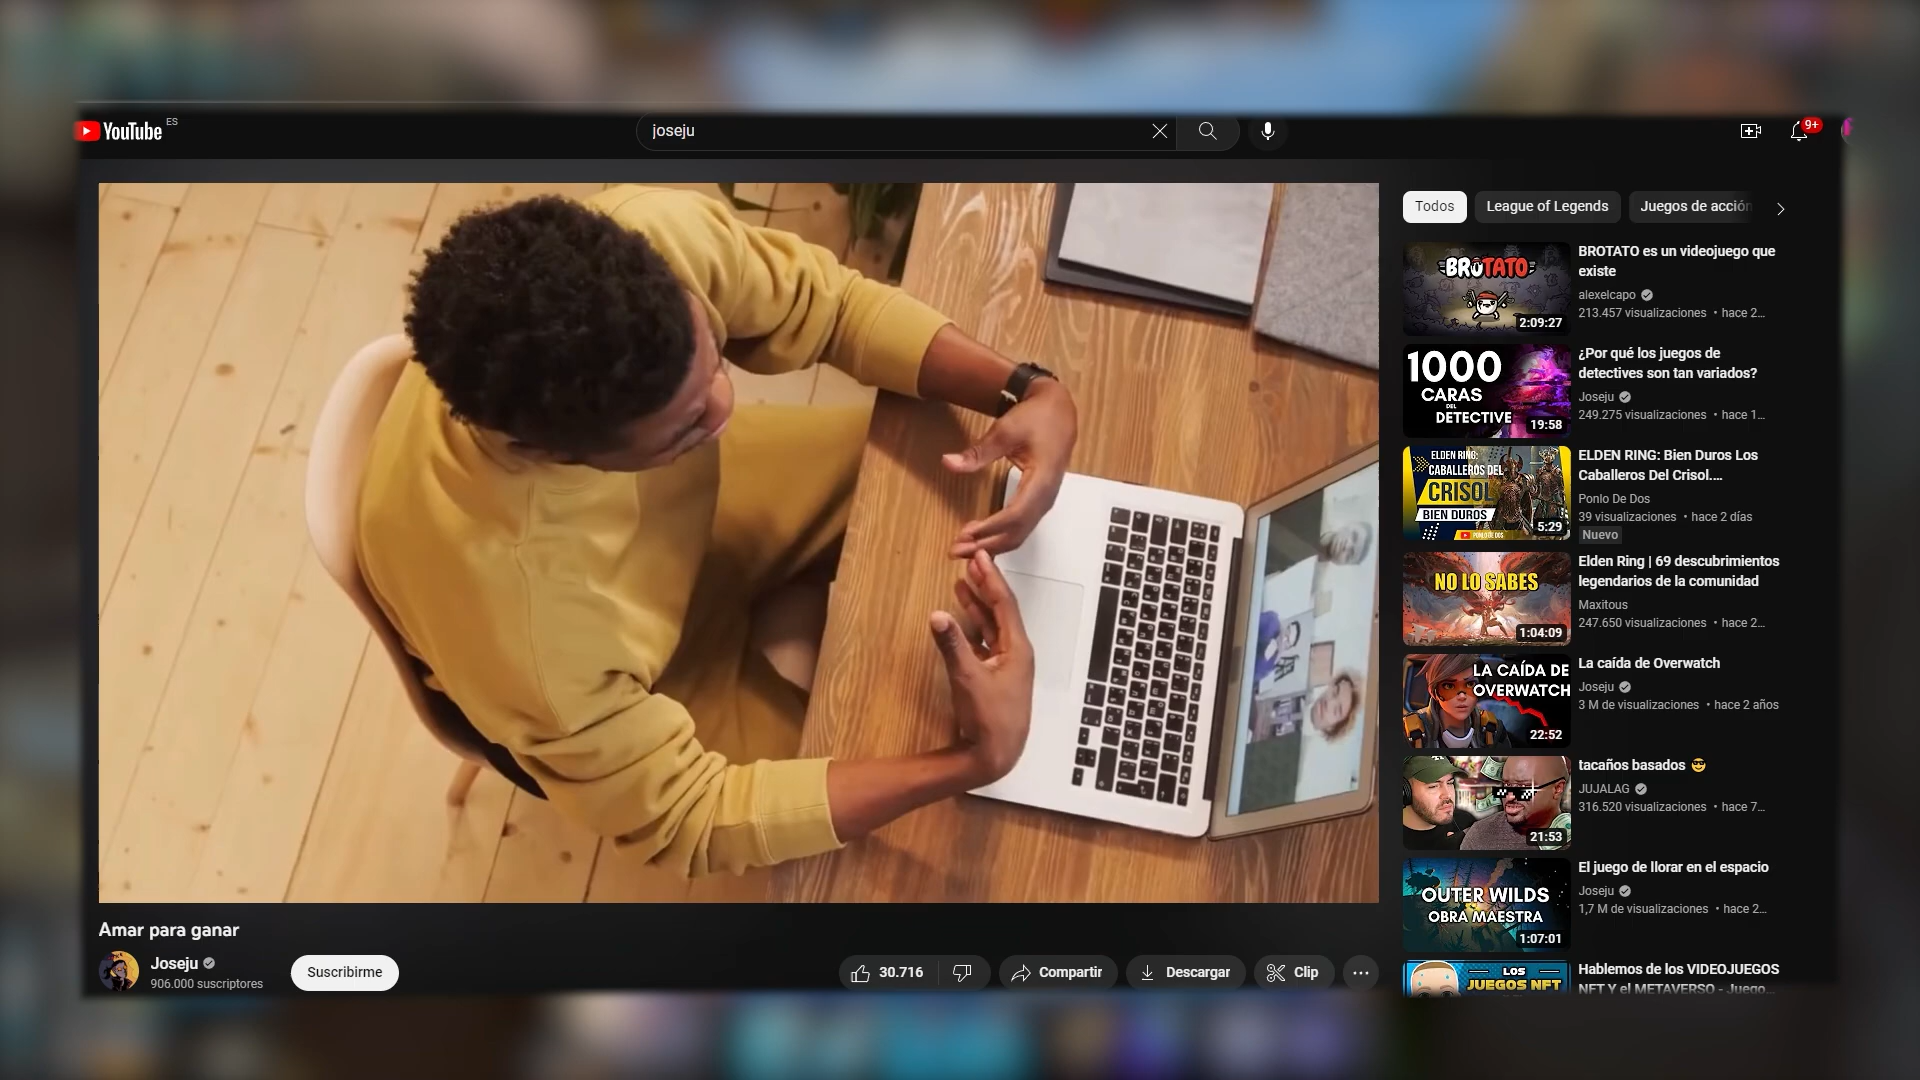 YouTube ES
joseju
9+
Todos
League of Legends
Juegos de acción
BROTATO
2:09:27
BROTATO es un videojuego que
existe
alexelcapo
213.457 visualizaciones • hace 2...
1000
CARAS
DEL
DETECTIVE
19:58
¿Por qué los juegos de
detectives son tan variados?
Joseju
249.275 visualizaciones • hace 1...
ELDEN RING:
CABALLEROS DEL
CRISOL
BIEN DUROS
PONLO DE DOS
5:29
ELDEN RING: Bien Duros Los
Caballeros Del Crisol....
Ponlo De Dos
39 visualizaciones • hace 2 días
Nuevo
NO LO SABES
1:04:09
Elden Ring | 69 descubrimientos
legendarios de la comunidad
Maxitous
247.650 visualizaciones • hace 2...
LA CAÍDA DE
OVERWATCH
22:52
La caída de Overwatch
Joseju
3 M de visualizaciones • hace 2 años
21:53
tacaños basados 😎
JUJALAG
316.520 visualizaciones • hace 7...
OUTER WILDS
OBRA MAESTRA
1:07:01
El juego de llorar en el espacio
Joseju
1,7 M de visualizaciones • hace 2...
LOS
JUEGOS NFT
Hablemos de los VIDEOJUEGOS
NFT Y el METAVERSO - Juego...
Amar para ganar
Joseju
906.000 suscriptores
Suscribirme
30.716
Compartir
Descargar
Clip